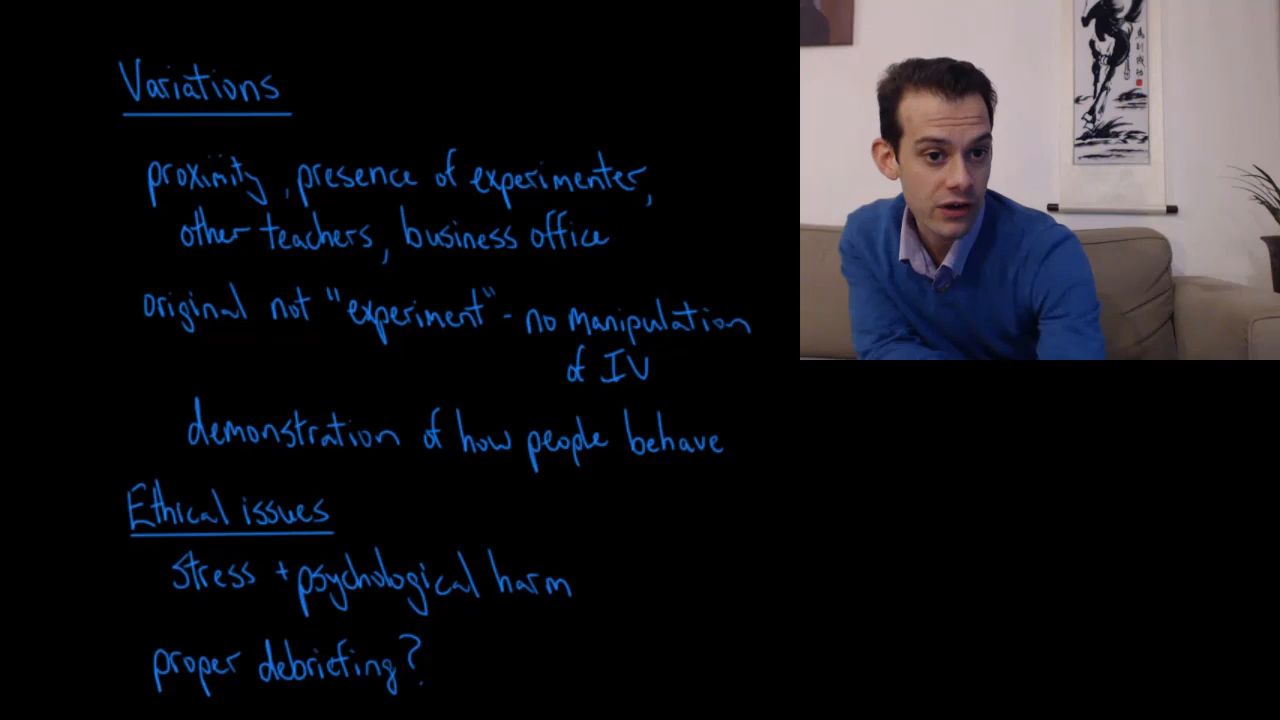 Variations
proximity, presence of experimenter,
other teachers, business office
original not "experiment" - no manipulation
of IV
demonstration of how people behave
Ethical issues
stress + psychological harm
proper debriefing?